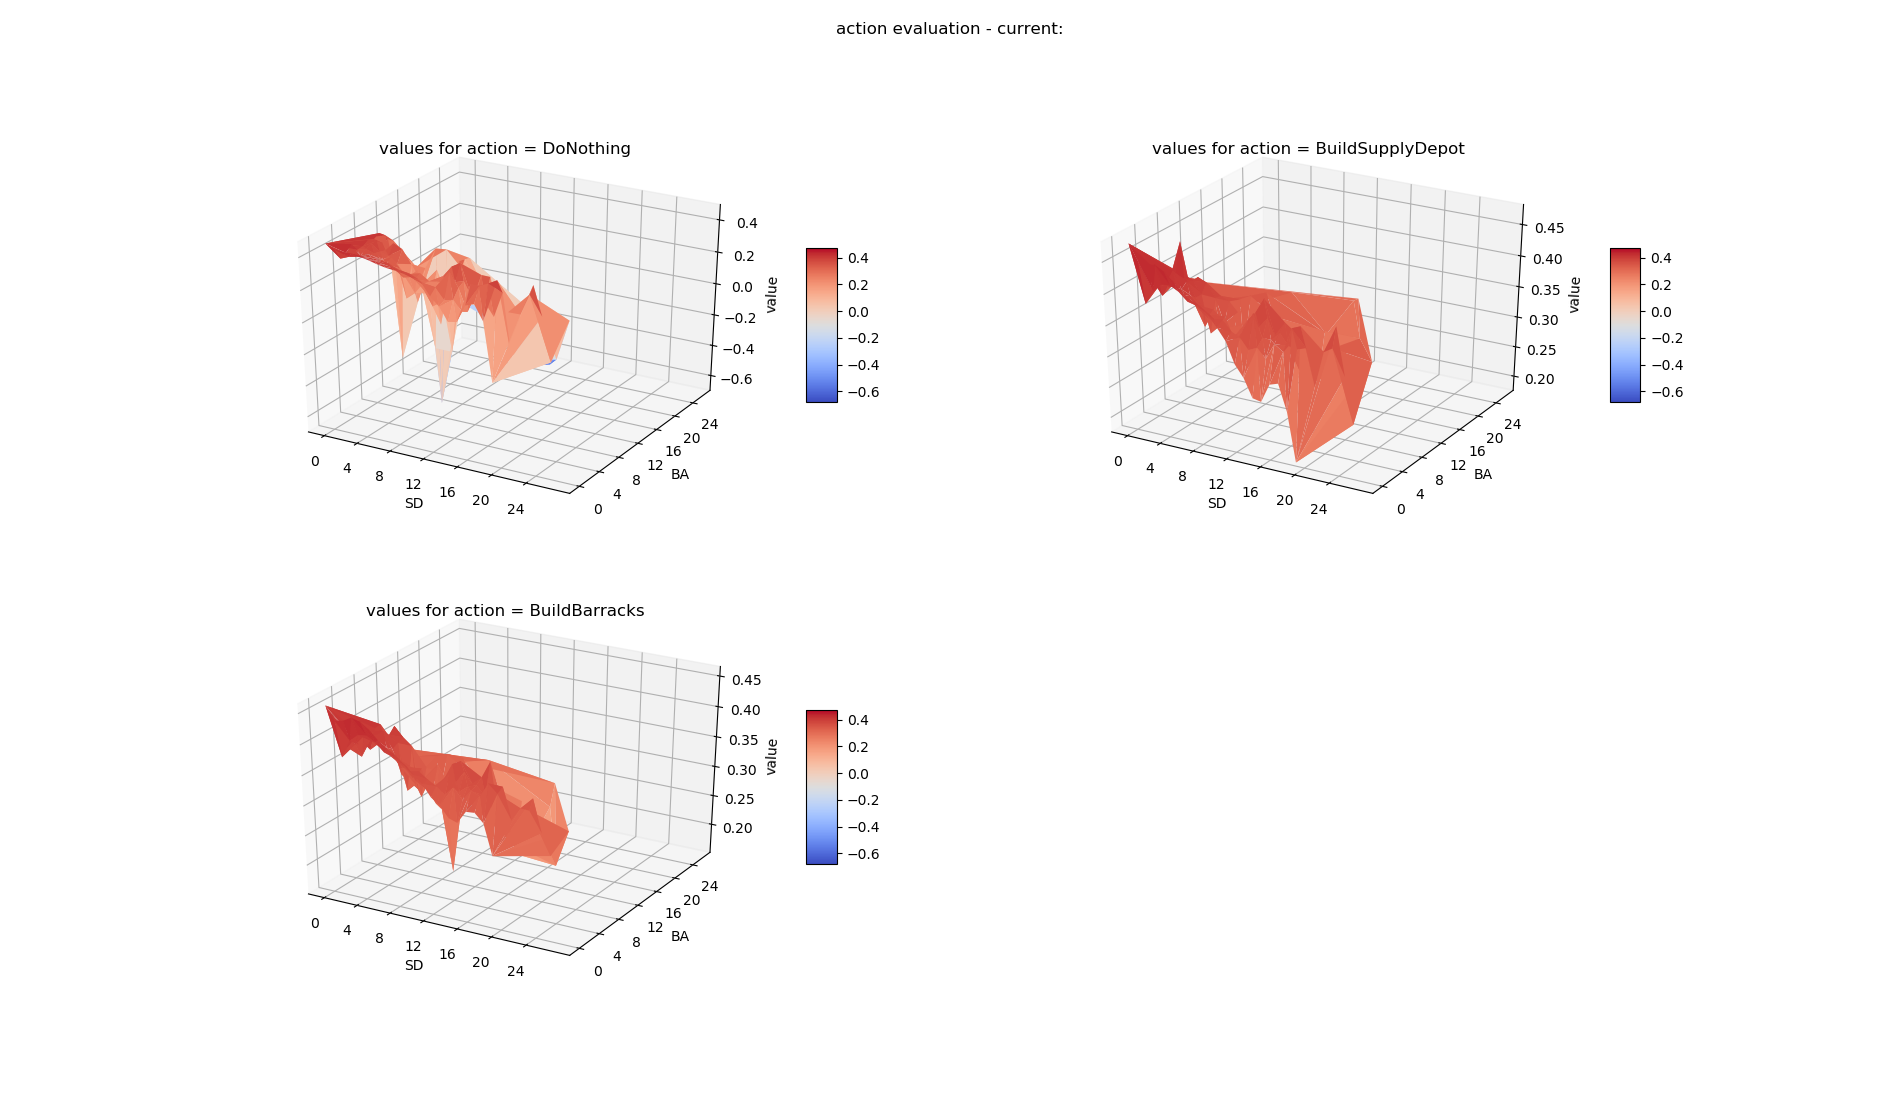 action evaluation - current:
values for action = DoNothing
0.4
0.2
0.0
−0.2
−0.4
−0.6
value
0 4 8 12 16 20 24
SD
0 4 8 12 16 20 24
BA
0.4
0.2
0.0
−0.2
−0.4
−0.6
values for action = BuildSupplyDepot
0.45
0.40
0.35
0.30
0.25
0.20
value
0 4 8 12 16 20 24
SD
0 4 8 12 16 20 24
BA
0.4
0.2
0.0
−0.2
−0.4
−0.6
values for action = BuildBarracks
0.45
0.40
0.35
0.30
0.25
0.20
value
0 4 8 12 16 20 24
SD
0 4 8 12 16 20 24
BA
0.4
0.2
0.0
−0.2
−0.4
−0.6